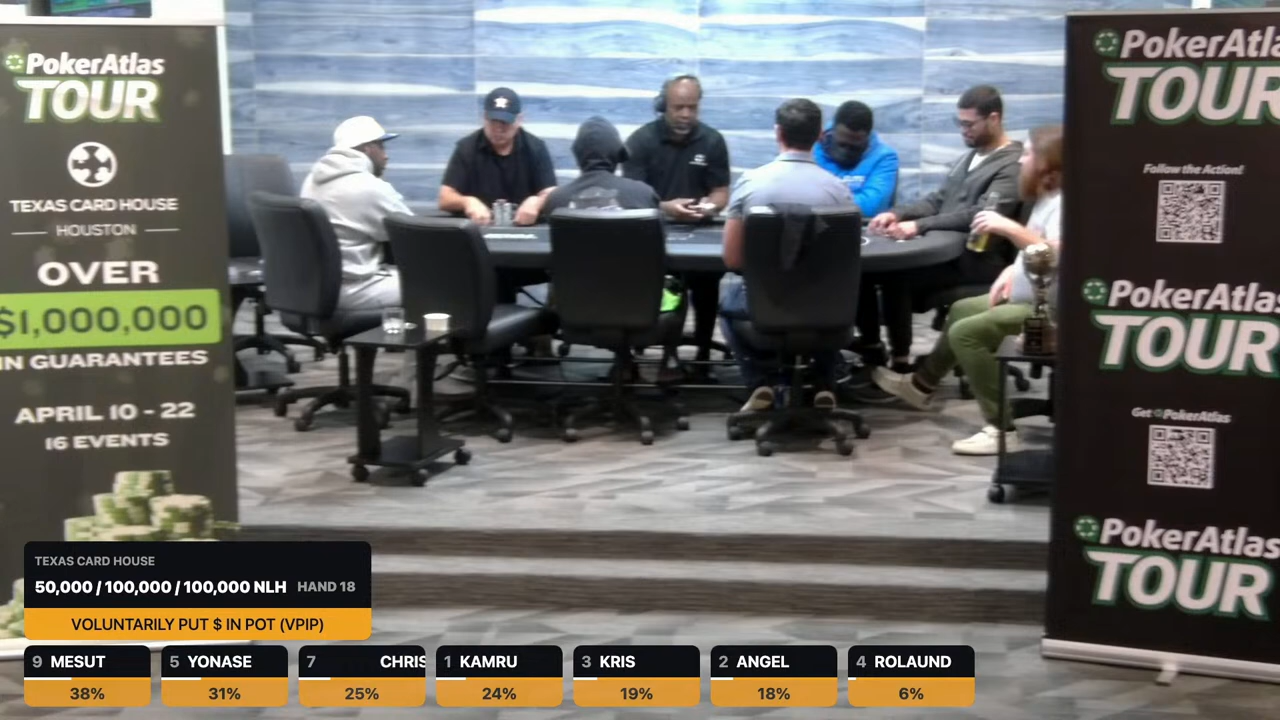 PokerAtlas
TOUR
TEXAS CARD HOUSE
HOUSTON
OVER
$1,000,000
IN GUARANTEES
APRIL 10 - 22
16 EVENTS
PokerAtla
TOUR
Follow the Action!
PokerAtlas
TOUR
Get PokerAtlas
PokerAtlas
TOUR
TEXAS CARD HOUSE
50,000 / 100,000 / 100,000 NLH HAND 18
VOLUNTARILY PUT $ IN POT (VPIP)
9 MESUT
38%
5 YONASE
31%
7 CHRIS
25%
1 KAMRU
24%
3 KRIS
19%
2 ANGEL
18%
4 ROLAUND
6%